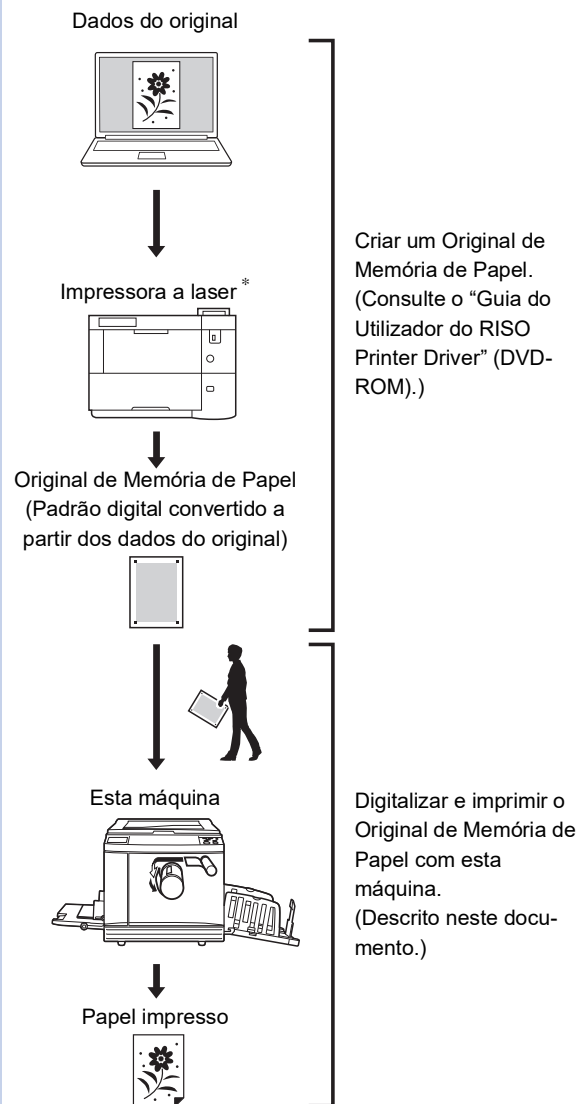 Dados do original
Impressora a laser *
Criar um Original de
Memória de Papel.
(Consulte o “Guia do
Utilizador do RISO
Printer Driver” (DVD-
ROM).)
Original de Memória de Papel
(Padrão digital convertido a
partir dos dados do original)
Esta máquina
Digitalizar e imprimir o
Original de Memória de
Papel com esta
máquina.
(Descrito neste docu-
mento.)
Papel impresso